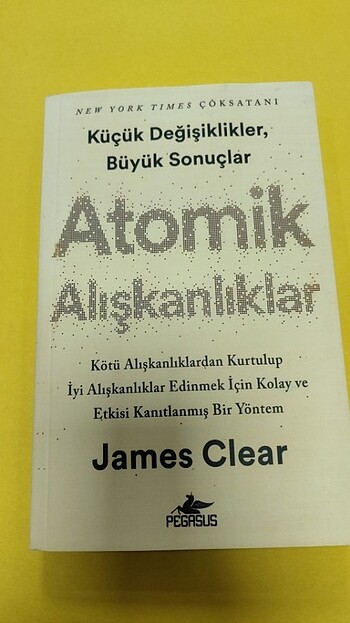 NEW YORK TIMES ÇOKSATANI
Küçük Değişiklikler,
Büyük Sonuçlar
Atomik
Alışkanlıklar
Kötü Alışkanlıklardan Kurtulup
İyi Alışkanlıklar Edinmek İçin Kolay ve
Etkisi Kanıtlanmış Bir Yöntem
James Clear
PEGASUS